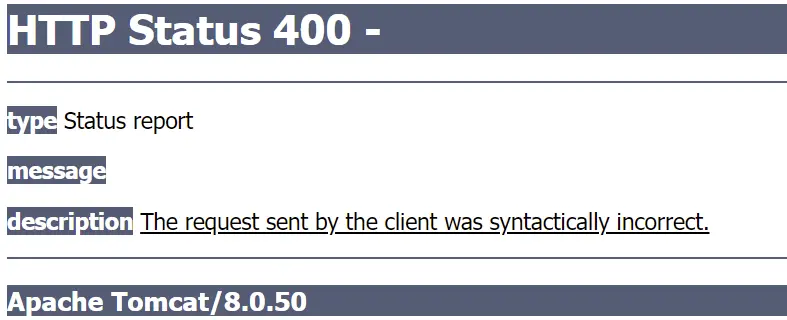 HTTP Status 400 -
type Status report
message
description The request sent by the client was syntactically incorrect.
Apache Tomcat/8.0.50